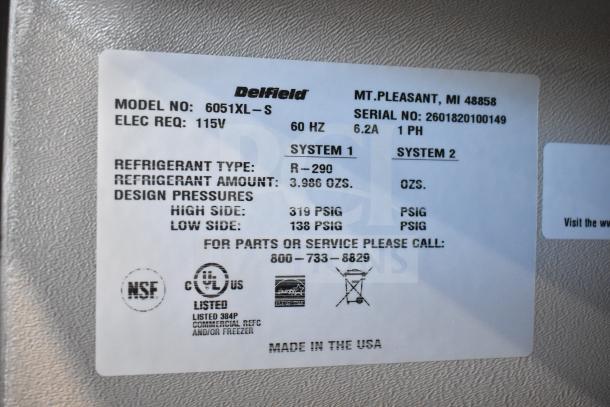 Delfield
MT.PLEASANT, MI 48858
MODEL NO: 6051XL-S
SERIAL NO: 2601820100149
ELEC REQ: 115V 60 HZ 6.2A 1 PH
SYSTEM 1 SYSTEM 2
REFRIGERANT TYPE: R-290
REFRIGERANT AMOUNT: 3.986 OZS. OZS.
DESIGN PRESSURES
HIGH SIDE: 319 PSIG PSIG
LOW SIDE: 138 PSIG PSIG
FOR PARTS OR SERVICE PLEASE CALL:
800-733-8829
NSF
C UL US
LISTED
LISTED 384P
COMMERCIAL REFG
AND/OR FREEZER
MADE IN THE USA
Visit the